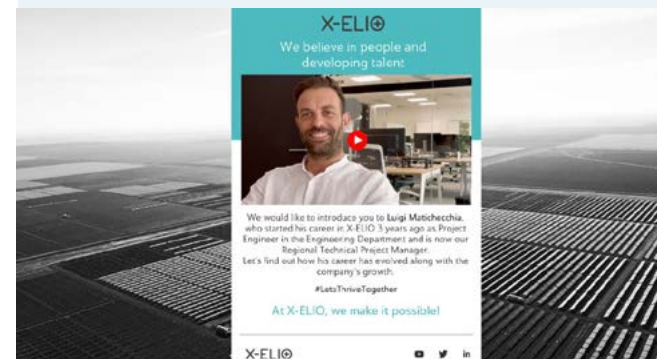 X-ELIO
We believe in people and
developing talent
We would like to introduce you to Luigi Matichecchia,
who started his career in X-ELIO 3 years ago as Project
Engineer in the Engineering Department and is now our
Regional Technical Project Manager.
Let's find out how his career has evolved along with the
company's growth.
#LetsThriveTogether
At X-ELIO, we make it possible!
X-ELIO
in